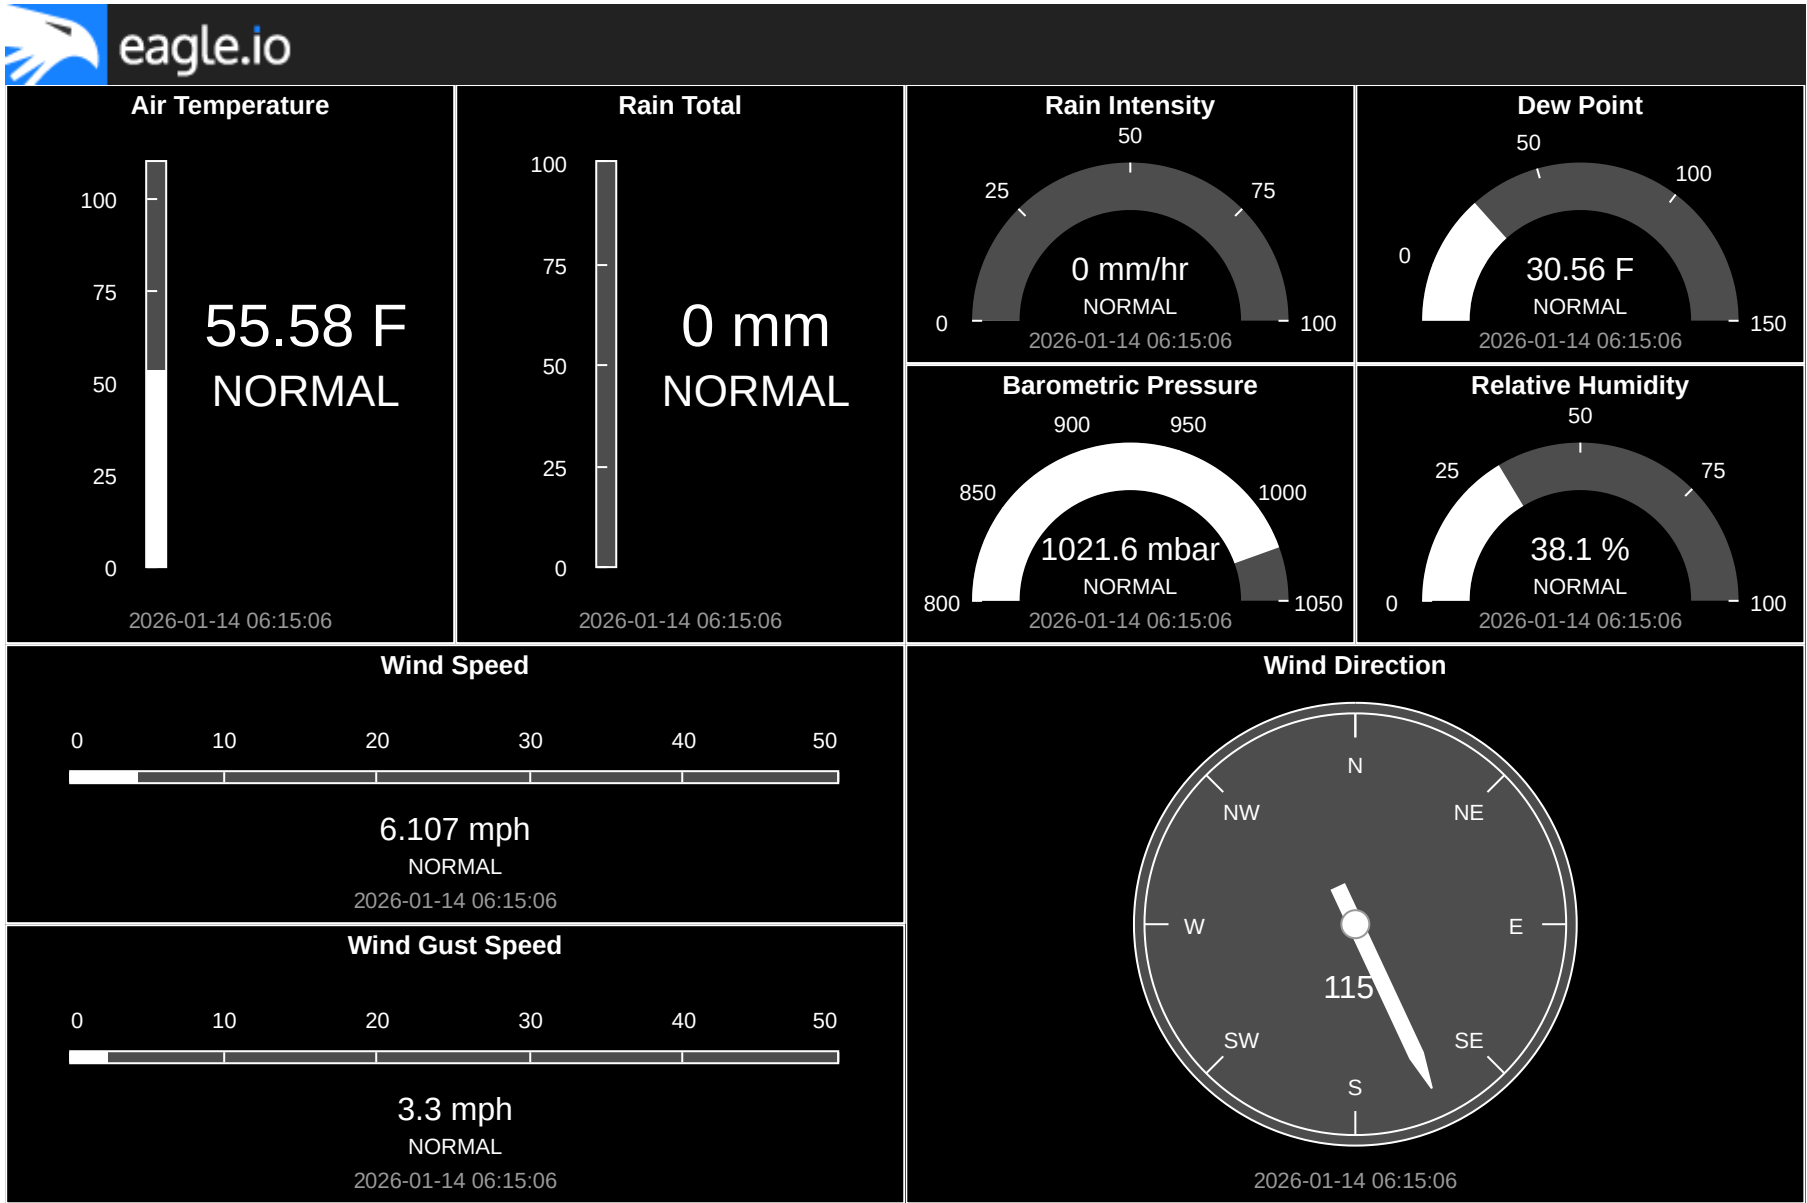 eagle.io
Air Temperature
100
75
50
25
0
55.58 F
NORMAL
2026-01-14 06:15:06
Rain Total
100
75
50
25
0
0 mm
NORMAL
2026-01-14 06:15:06
Rain Intensity
50
25
75
0
100
0 mm/hr
NORMAL
2026-01-14 06:15:06
Dew Point
50
100
0
150
30.56 F
NORMAL
2026-01-14 06:15:06
Barometric Pressure
900
950
850
1000
800
1050
1021.6 mbar
NORMAL
2026-01-14 06:15:06
Relative Humidity
50
25
75
0
100
38.1 %
NORMAL
2026-01-14 06:15:06
Wind Speed
0 10 20 30 40 50
6.107 mph
NORMAL
2026-01-14 06:15:06
Wind Gust Speed
0 10 20 30 40 50
3.3 mph
NORMAL
2026-01-14 06:15:06
Wind Direction
N
NW
NE
W
E
115
SW
SE
S
2026-01-14 06:15:06